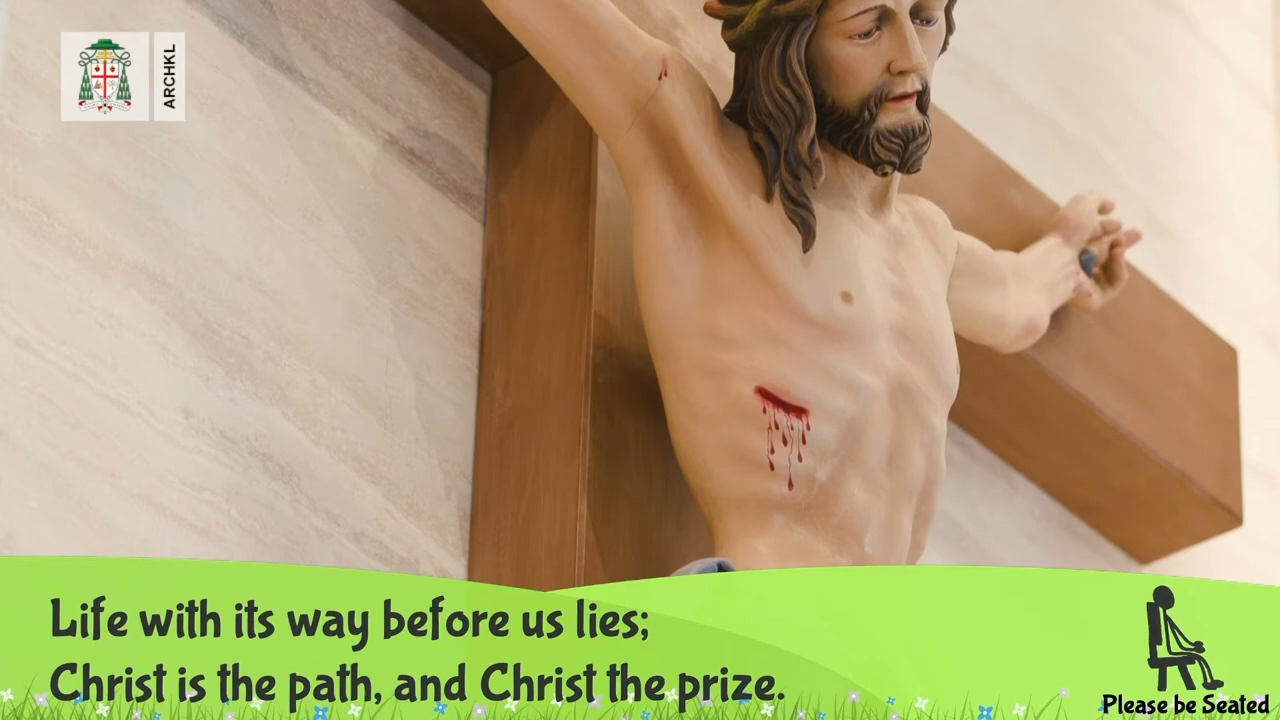 ARCHKL
Life with its way before us lies;
Christ is the path, and Christ the prize.
Please be Seated